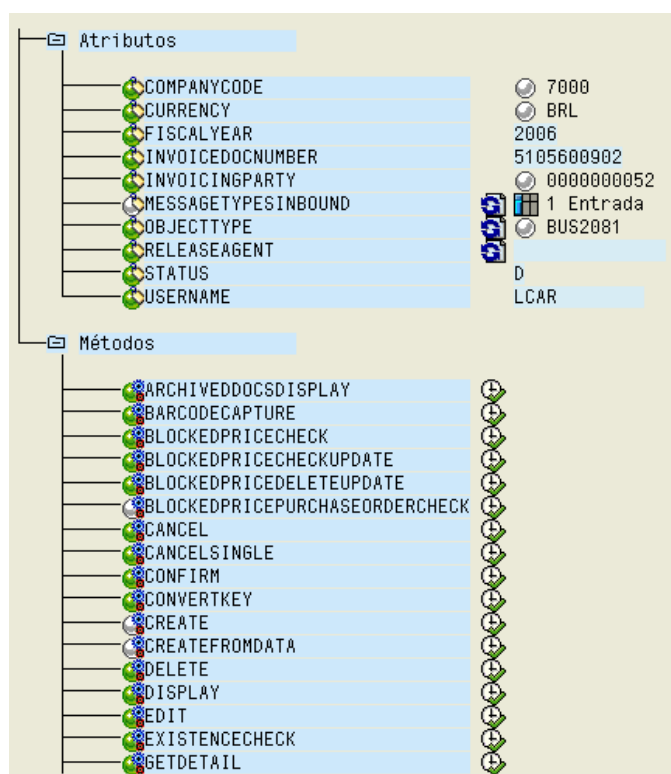 Atributos
COMPANYCODE 7000
CURRENCY BRL
FISCALYEAR 2006
INVOICEDOCNUMBER 5105600902
INVOICINGPARTY 0000000052
MESSAGETYPESINBOUND 1 Entrada
OBJECTTYPE BUS2081
RELEASEAGENT
STATUS D
USERNAME LCAR
Métodos
ARCHIVEDDOCSDISPLAY
BARCODECAPTURE
BLOCKEDPRICECHECK
BLOCKEDPRICECHECKUPDATE
BLOCKEDPRICEDELETEUPDATE
BLOCKEDPRICEPURCHASEORDERCHECK
CANCEL
CANCELSINGLE
CONFIRM
CONVERTKEY
CREATE
CREATEFROMDATA
DELETE
DISPLAY
EDIT
EXISTENCECHECK
GETDETAIL